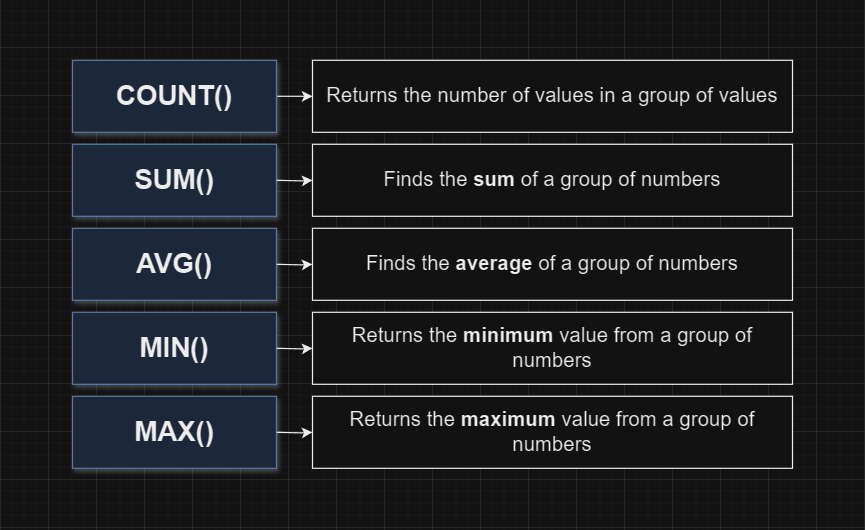 COUNT()
Returns the number of values in a group of values
SUM()
Finds the sum of a group of numbers
AVG()
Finds the average of a group of numbers
MIN()
Returns the minimum value from a group of
numbers
MAX()
Returns the maximum value from a group of
numbers